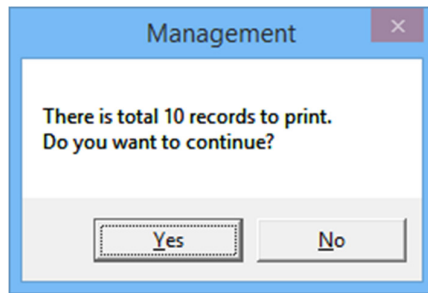 Management
There is total 10 records to print.
Do you want to continue?
Yes No